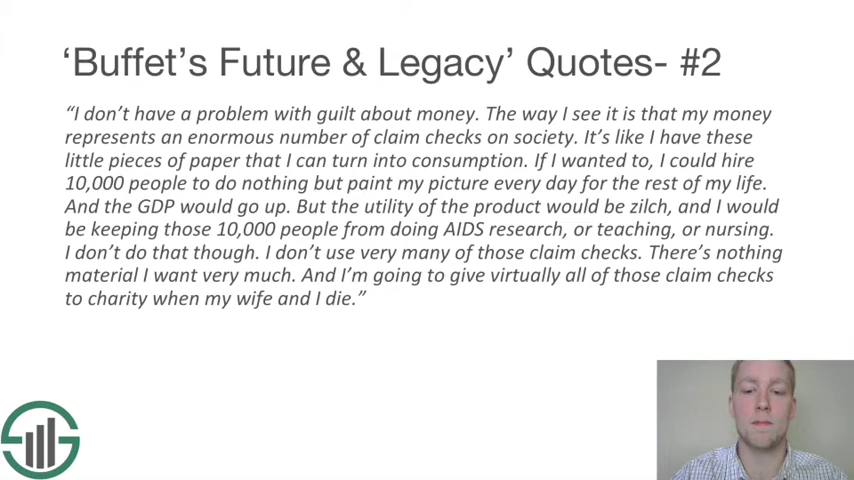 ‘Buffet’s Future & Legacy’ Quotes- #2
“I don’t have a problem with guilt about money. The way I see it is that my money
represents an enormous number of claim checks on society. It’s like I have these
little pieces of paper that I can turn into consumption. If I wanted to, I could hire
10,000 people to do nothing but paint my picture every day for the rest of my life.
And the GDP would go up. But the utility of the product would be zilch, and I would
be keeping those 10,000 people from doing AIDS research, or teaching, or nursing.
I don’t do that though. I don’t use very many of those claim checks. There’s nothing
material I want very much. And I’m going to give virtually all of those claim checks
to charity when my wife and I die.”